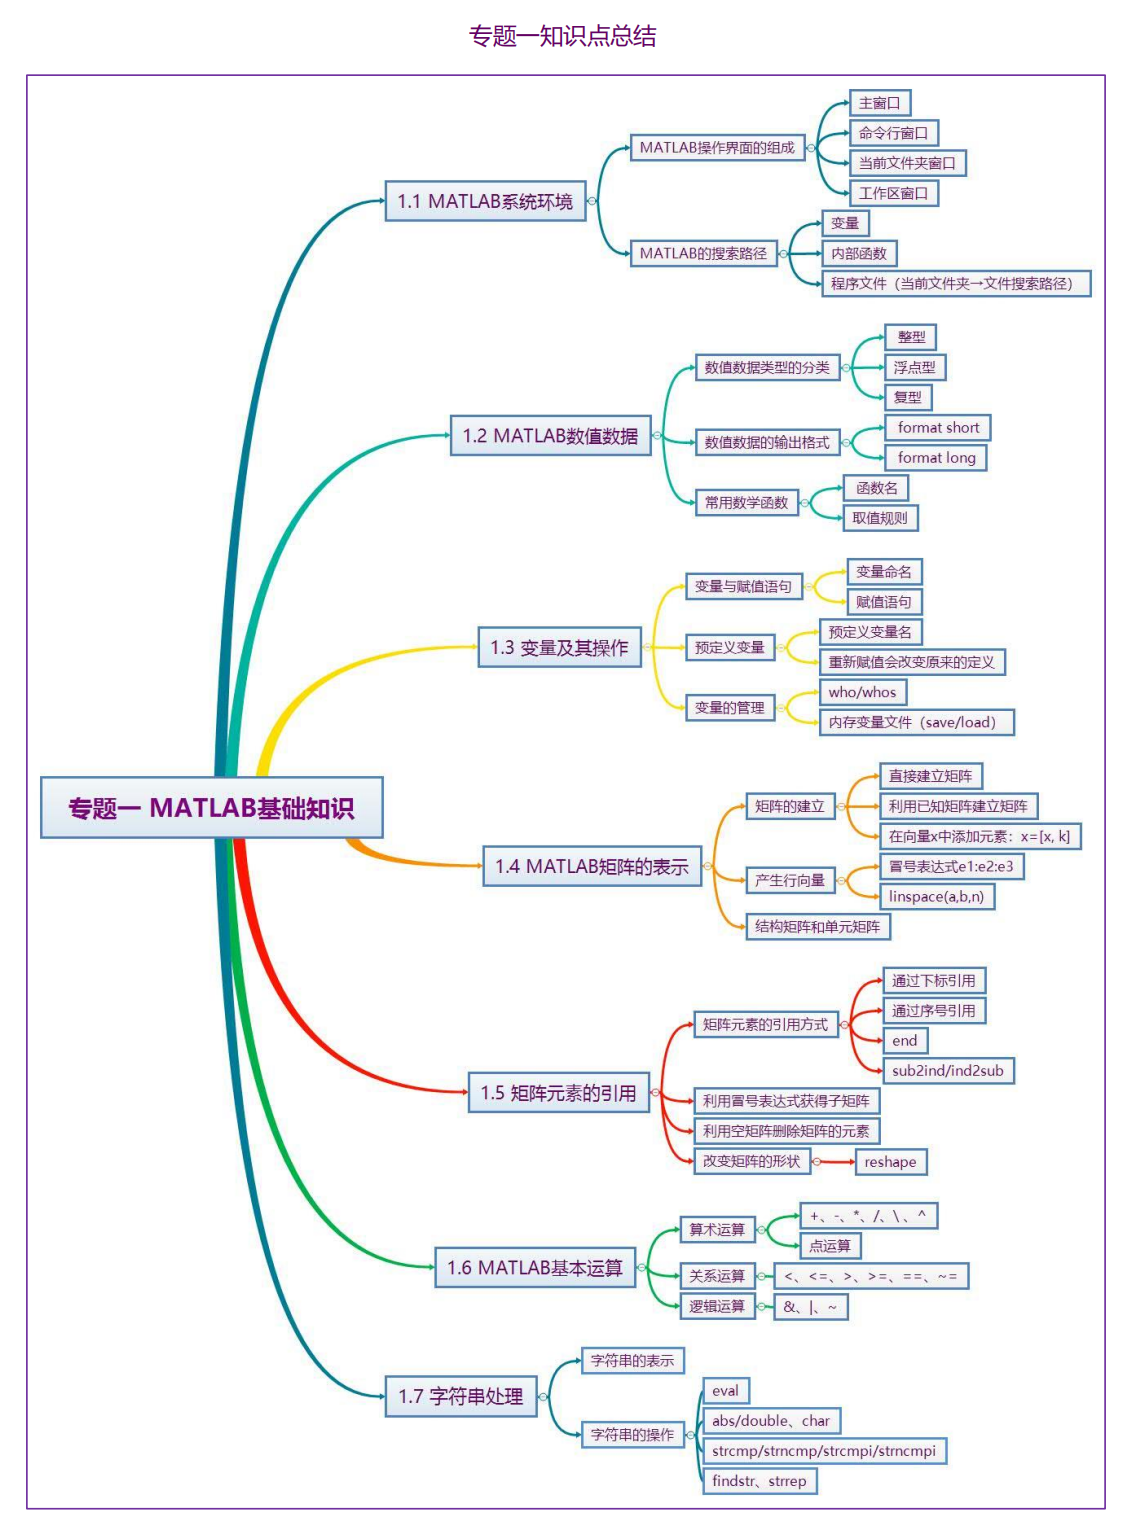 专题一知识点总结
专题一 MATLAB基础知识
1.1 MATLAB系统环境
MATLAB操作界面的组成
主窗口
命令行窗口
当前文件夹窗口
工作区窗口
MATLAB的搜索路径
变量
内部函数
程序文件（当前文件夹→文件搜索路径）
1.2 MATLAB数值数据
数值数据类型的分类
整型
浮点型
复型
数值数据的输出格式
format short
format long
常用数学函数
函数名
取值规则
1.3 变量及其操作
变量与赋值语句
变量命名
赋值语句
预定义变量
预定义变量名
重新赋值会改变原来的定义
变量的管理
who/whos
内存变量文件（save/load）
1.4 MATLAB矩阵的表示
矩阵的建立
直接建立矩阵
利用已知矩阵建立矩阵
在向量x中添加元素：x=[x, k]
产生行向量
冒号表达式e1:e2:e3
linspace(a,b,n)
结构矩阵和单元矩阵
1.5 矩阵元素的引用
矩阵元素的引用方式
通过下标引用
通过序号引用
end
sub2ind/ind2sub
利用冒号表达式获得子矩阵
利用空矩阵删除矩阵的元素
改变矩阵的形状
reshape
1.6 MATLAB基本运算
算术运算
+、-、*、/、\、^
点运算
关系运算
<、<=、>、>=、==、~=
逻辑运算
&、|、~
1.7 字符串处理
字符串的表示
字符串的操作
eval
abs/double、char
strcmp/strncmp/strcmpi/strncmpi
findstr、strrep